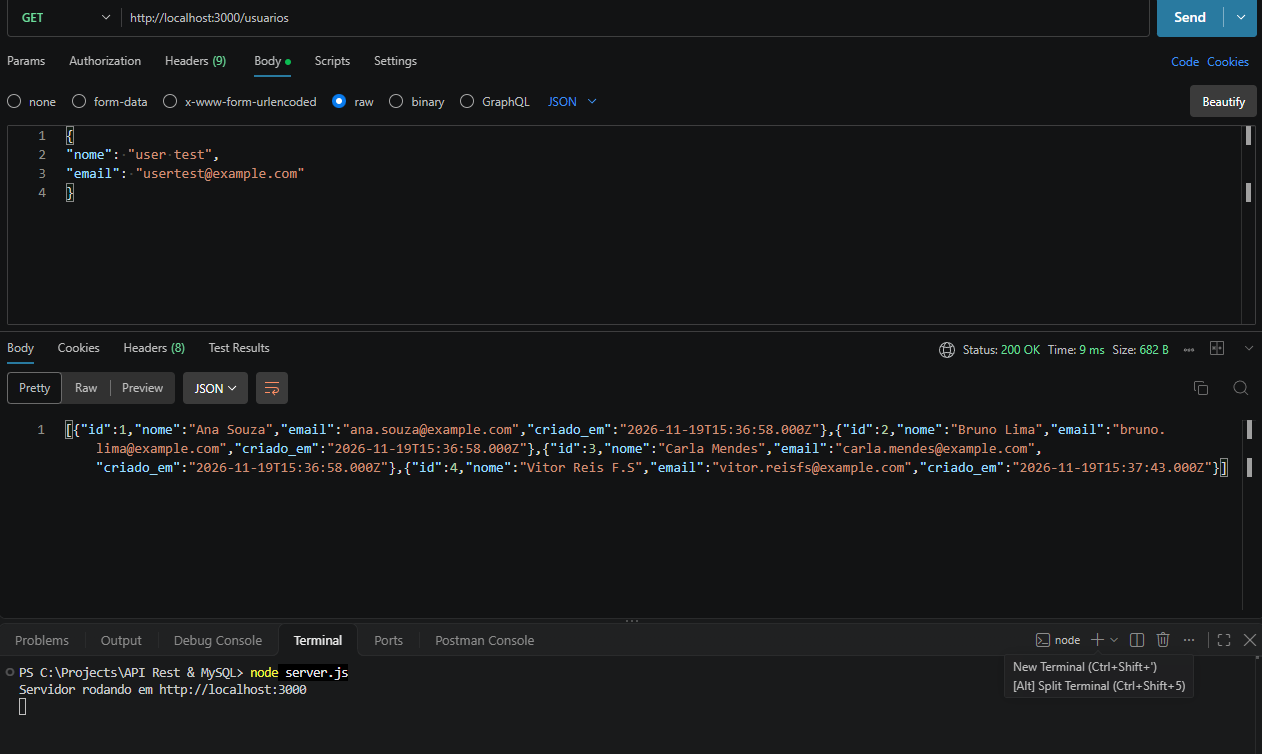 GET http://localhost:3000/usuarios Send
Params Authorization Headers (9) Body Scripts Settings Code Cookies
none form-data x-www-form-urlencoded raw binary GraphQL JSON Beautify
1 {
2 "nome": "user test",
3 "email": "usertest@example.com"
4 }
Body Cookies Headers (8) Test Results Status: 200 OK Time: 9 ms Size: 682 B
Pretty Raw Preview JSON
1 [{"id":1,"nome":"Ana Souza","email":"ana.souza@example.com","criado_em":"2026-11-19T15:36:58.000Z"},{"id":2,"nome":"Bruno Lima","email":"bruno.
lima@example.com","criado_em":"2026-11-19T15:36:58.000Z"},{"id":3,"nome":"Carla Mendes","email":"carla.mendes@example.com",
"criado_em":"2026-11-19T15:36:58.000Z"},{"id":4,"nome":"Vitor Reis F.S","email":"vitor.reisfs@example.com","criado_em":"2026-11-19T15:37:43.000Z"}]
Problems Output Debug Console Terminal Ports Postman Console node
PS C:\Projects\API Rest & MySQL> node server.js
Servidor rodando em http://localhost:3000
New Terminal (Ctrl+Shift+')
[Alt] Split Terminal (Ctrl+Shift+5)